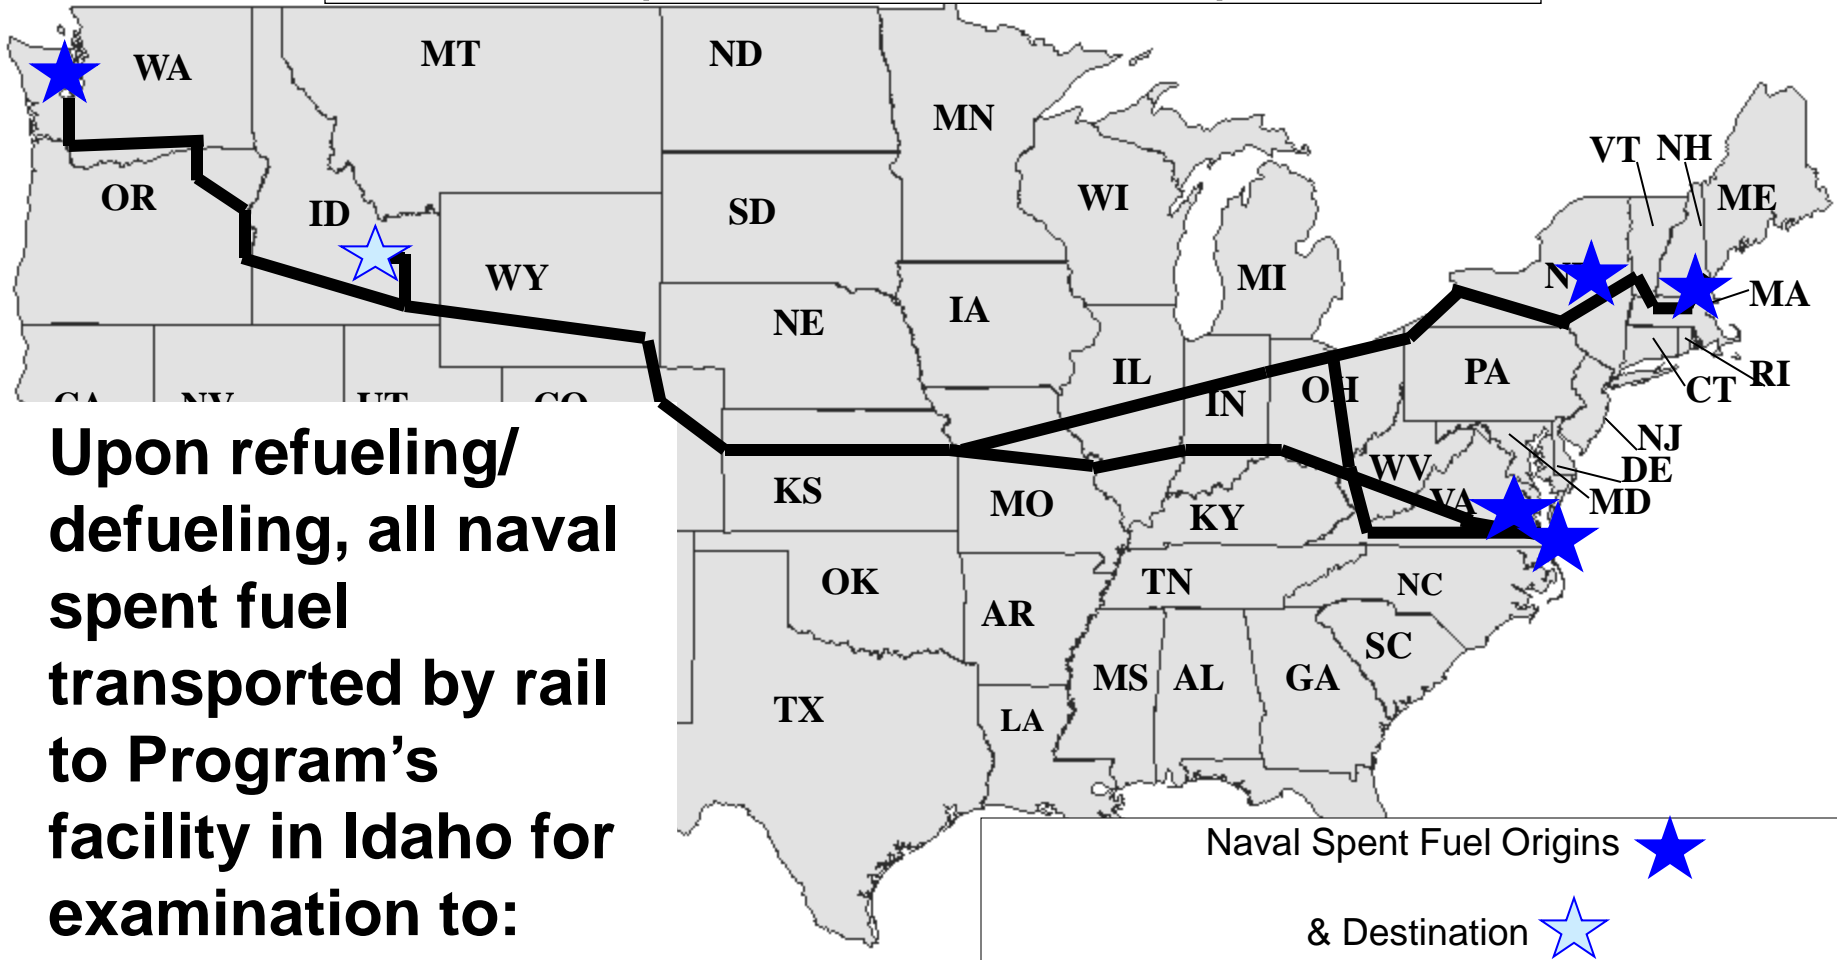 WA
MT
ND
MN
VT NH
ME
OR
ID
SD
WI
WY
MI
MA
NE
IA
IL
IN
OH
PA
RI
CT
NJ
DE
MD
WV
VA
KS
MO
KY
OK
TN
NC
AR
SC
MS
AL
GA
TX
LA
Upon refueling/
defueling, all naval
spent fuel
transported by rail
to Program’s
facility in Idaho for
examination to:
Naval Spent Fuel Origins
& Destination